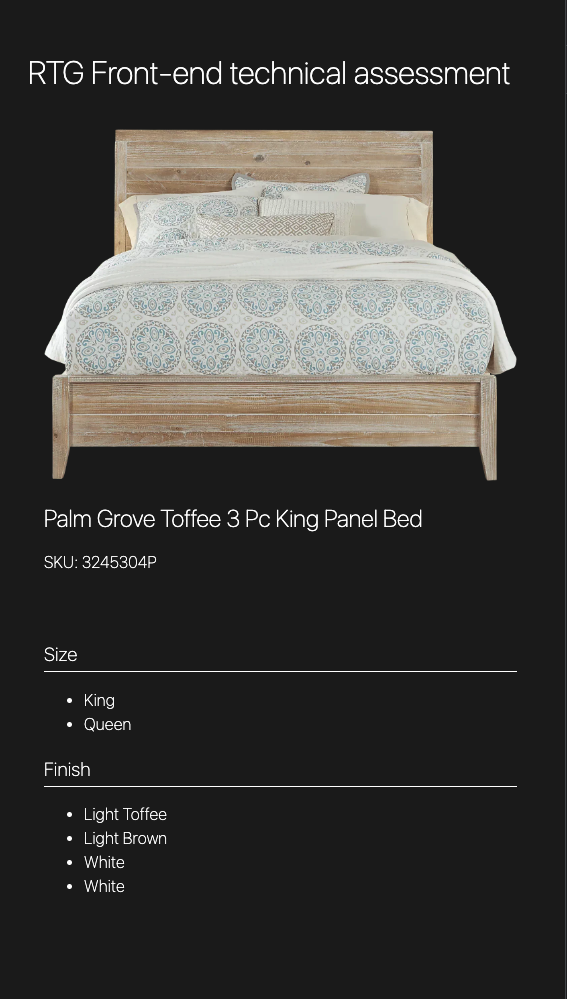 RTG Front-end technical assessment
Palm Grove Toffee 3 Pc King Panel Bed
SKU: 3245304P
Size
• King
• Queen
Finish
• Light Toffee
• Light Brown
• White
• White